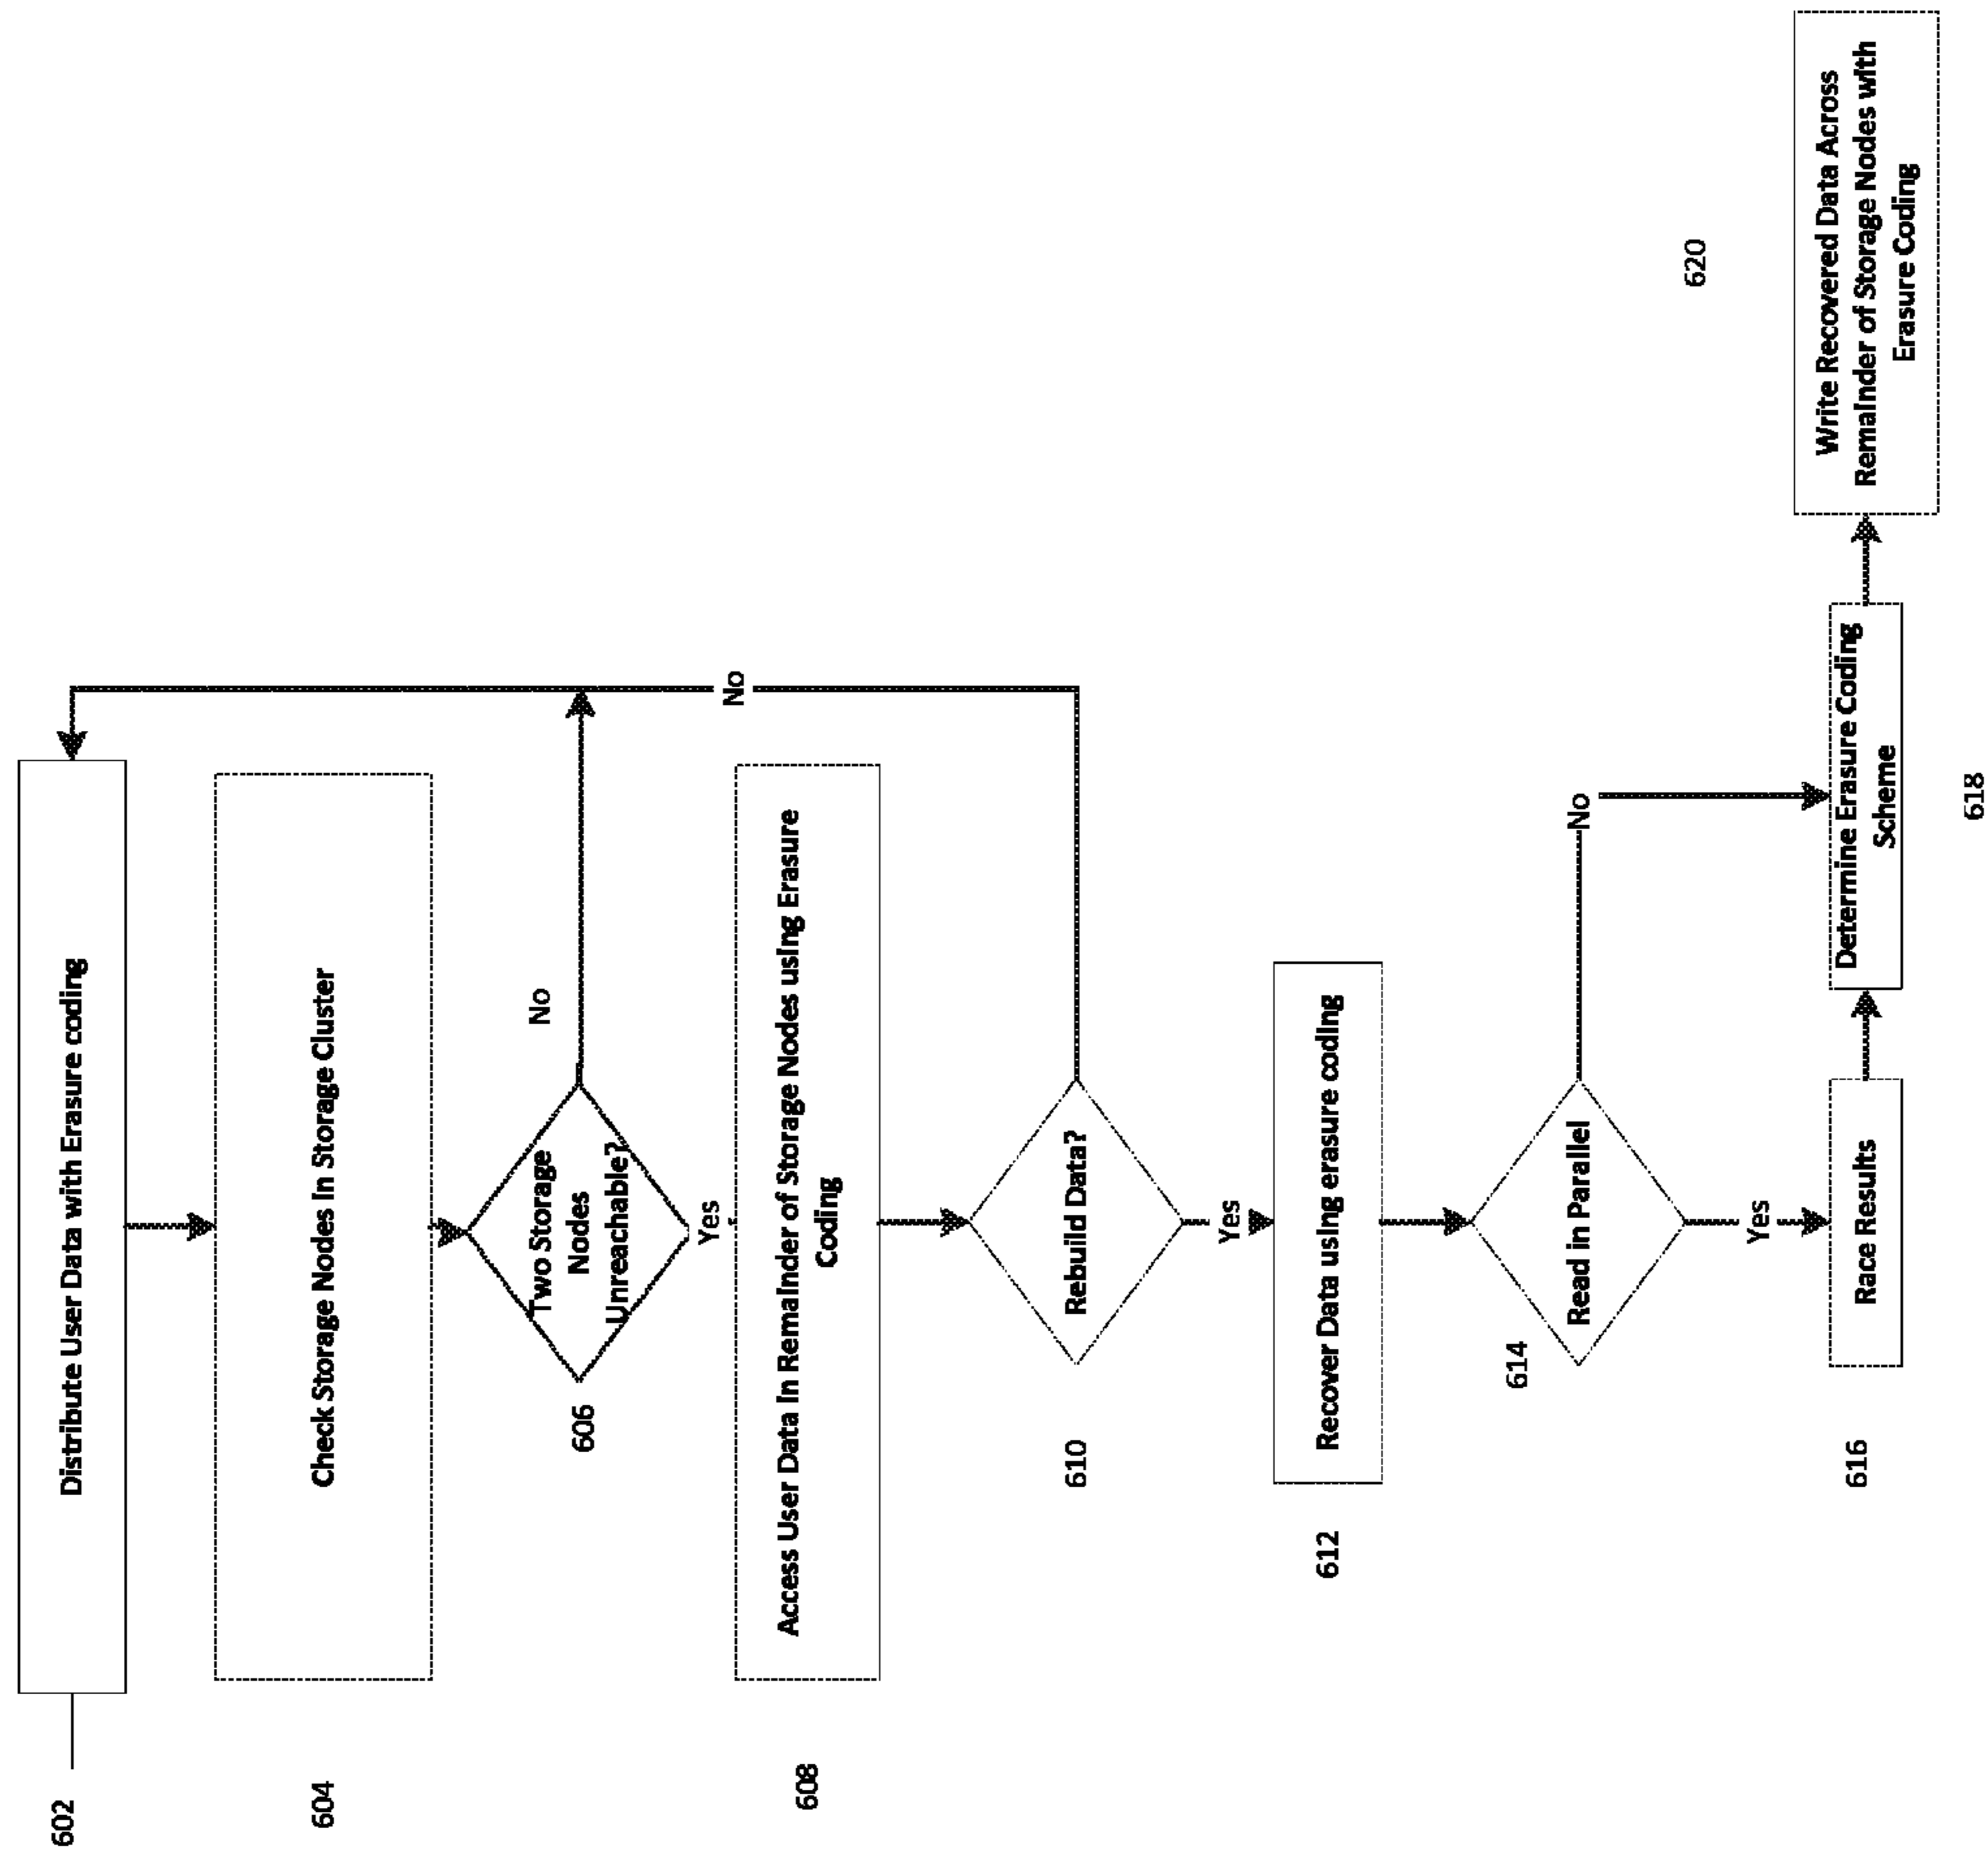 602
Distribute User Data with Erasure coding
604
Check Storage Nodes In Storage Cluster
606
Two Storage
Nodes
Unreachable?
No
Yes
608
Access User Data In Remainder of Storage Nodes using Erasure
Coding
No
610
Rebuild Data?
Yes
612
Recover Data using erasure coding
614
Read in Parallel
No
Yes
616
Race Results
Determine Erasure Coding
Scheme
618
620
Write Recovered Data Across
Remainder of Storage Nodes with
Erasure Coding